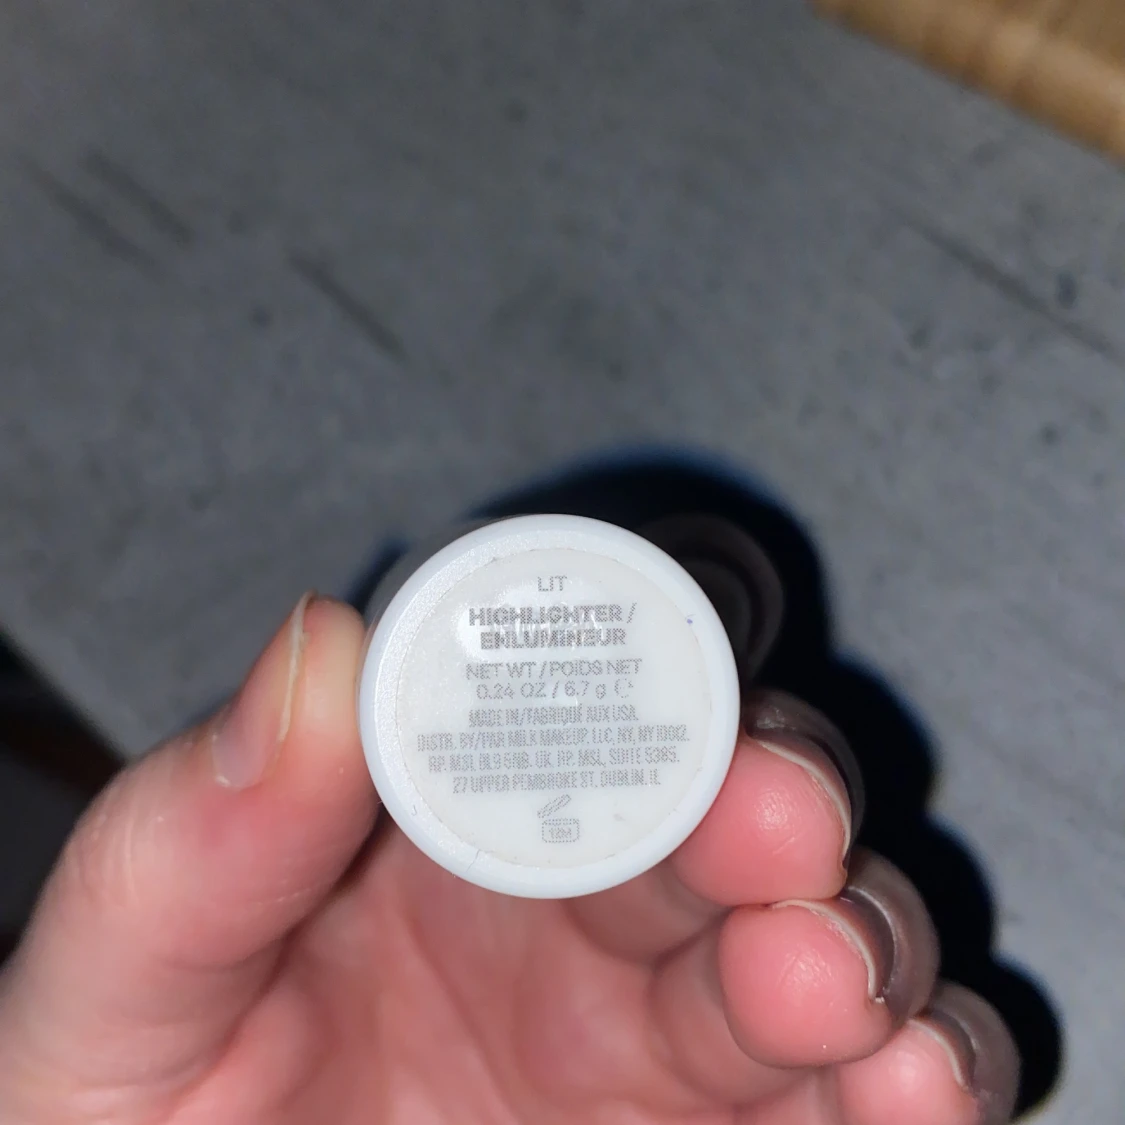 LIT
HIGHLIGHTER /
ENLUMINEUR
NET WT / POIDS NET
0.24 OZ / 6.7 g
MADE IN/FABRIQUÉ AUX USA.
DISTR. BY/PAR MILK MAKEUP, LLC, NY, NY 10012.
RP. MSL DL9 5NB. UK. RP. MSL, SUITE 5385.
27 UPPER PEMBROKE ST, DUBLIN, IE
12M